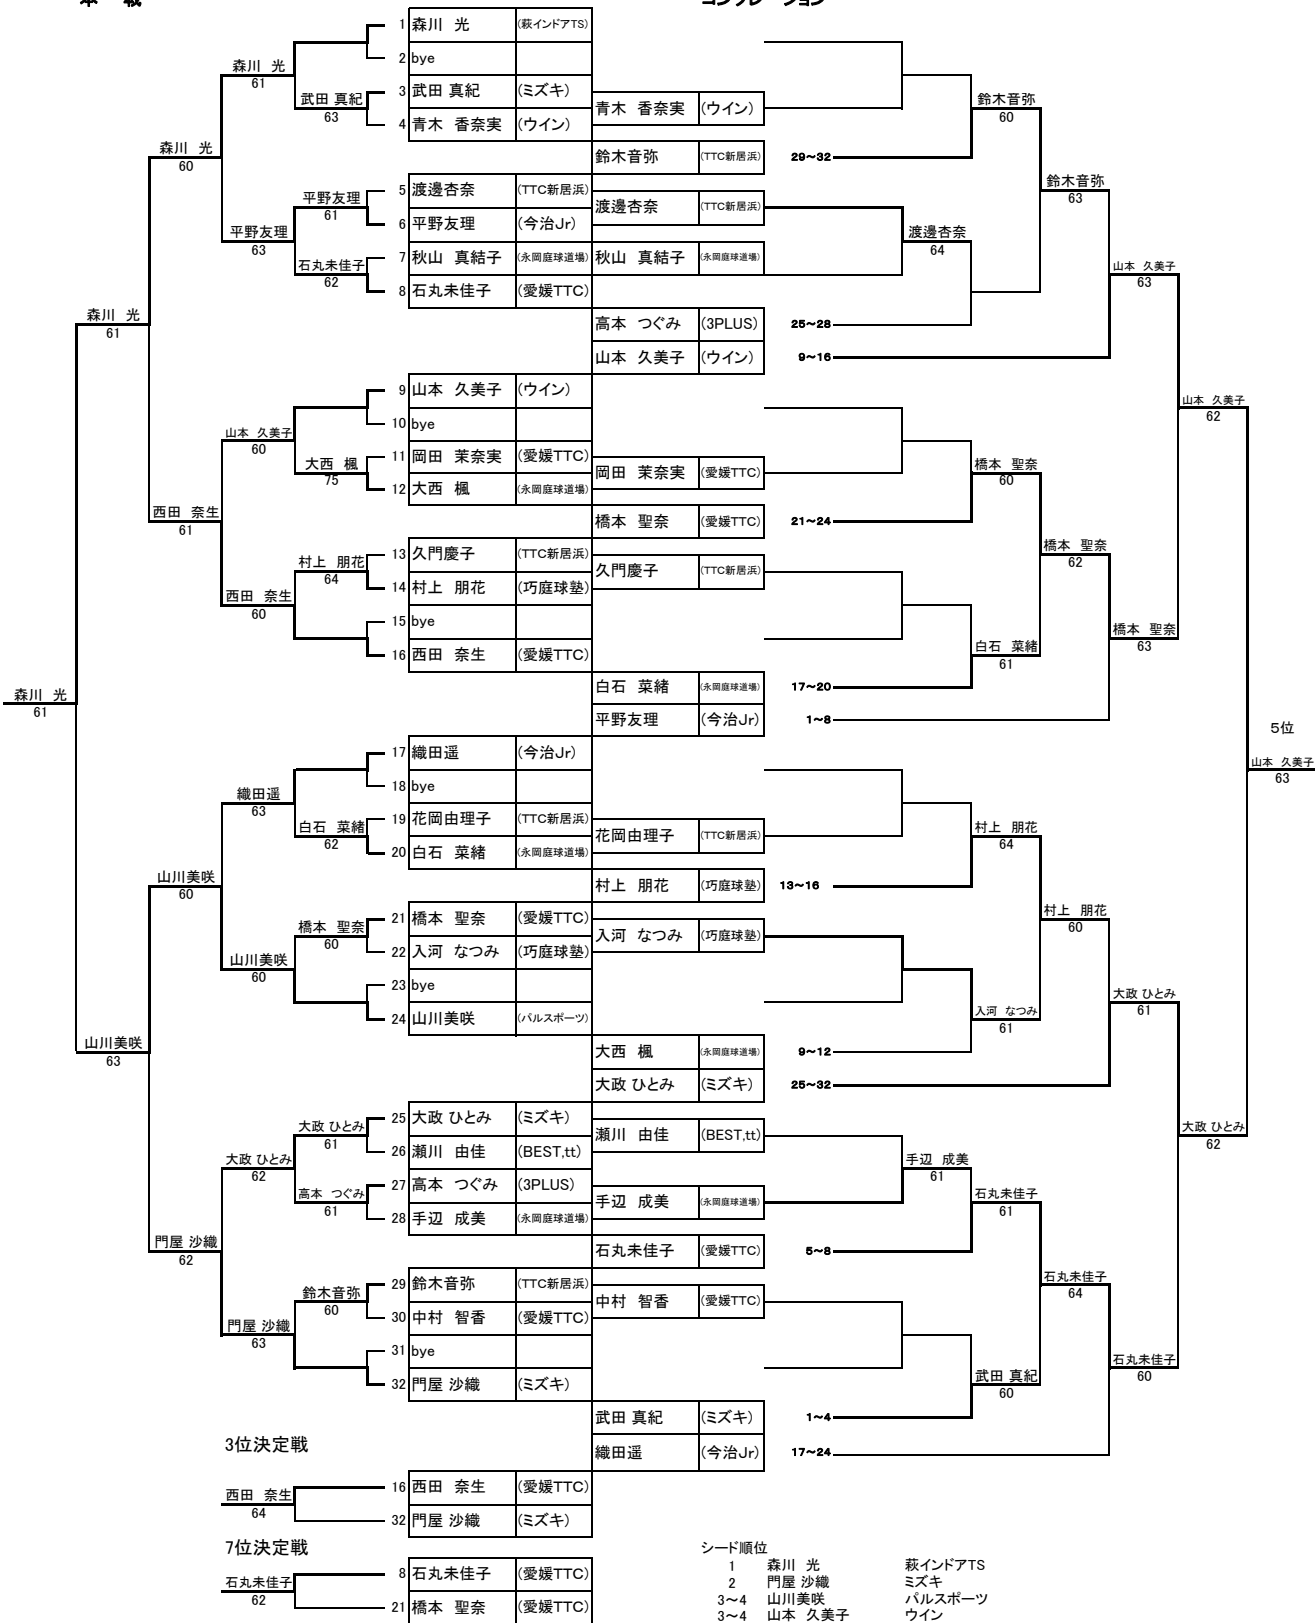 本　戦
コンソレーション
1 森川　光 (萩インドアTS)
2 bye
3 武田 真紀 (ミズキ)
4 青木　香奈実 (ウイン)
5 渡邊杏奈 (TTC新居浜)
6 平野友理 (今治Jr)
7 秋山　真結子 (永岡庭球道場)
8 石丸未佳子 (愛媛TTC)
9 山本　久美子 (ウイン)
10 bye
11 岡田　茉奈実 (愛媛TTC)
12 大西　楓 (永岡庭球道場)
13 久門慶子 (TTC新居浜)
14 村上　朋花 (巧庭球塾)
15 bye
16 西田　奈生 (愛媛TTC)
17 織田遥 (今治Jr)
18 bye
19 花岡由理子 (TTC新居浜)
20 白石　菜緒 (永岡庭球道場)
21 橋本　聖奈 (愛媛TTC)
22 入河　なつみ (巧庭球塾)
23 bye
24 山川美咲 (パルスポーツ)
25 大政 ひとみ (ミズキ)
26 瀬川　由佳 (BEST,tt)
27 高本　つぐみ (3PLUS)
28 手辺　成美 (永岡庭球道場)
29 鈴木音弥 (TTC新居浜)
30 中村　智香 (愛媛TTC)
31 bye
32 門屋 沙織 (ミズキ)
武田 真紀
63
平野友理
61
石丸未佳子
62
大西　楓
75
村上　朋花
64
白石　菜緒
62
橋本　聖奈
60
大政 ひとみ
61
高本　つぐみ
61
鈴木音弥
60
森川　光
61
平野友理
63
山本　久美子
60
西田　奈生
60
織田遥
63
山川美咲
60
大政 ひとみ
62
門屋 沙織
63
森川　光
60
西田　奈生
61
山川美咲
60
門屋 沙織
62
森川　光
61
山川美咲
63
森川　光
61
青木　香奈実 (ウイン)
鈴木音弥 (TTC新居浜) 29~32
渡邊杏奈 (TTC新居浜)
秋山　真結子 (永岡庭球道場)
高本　つぐみ (3PLUS) 25~28
山本　久美子 (ウイン) 9~16
岡田　茉奈実 (愛媛TTC)
橋本　聖奈 (愛媛TTC) 21~24
久門慶子 (TTC新居浜)
白石　菜緒 (永岡庭球道場) 17~20
平野友理 (今治Jr) 1~8
花岡由理子 (TTC新居浜)
村上　朋花 (巧庭球塾) 13~16
入河　なつみ (巧庭球塾)
大西　楓 (永岡庭球道場) 9~12
大政 ひとみ (ミズキ) 25~32
瀬川　由佳 (BEST,tt)
手辺　成美 (永岡庭球道場)
石丸未佳子 (愛媛TTC) 5~8
中村　智香 (愛媛TTC)
武田 真紀 (ミズキ) 1~4
織田遥 (今治Jr) 17~24
渡邊杏奈
64
手辺　成美
61
鈴木音弥
60
橋本　聖奈
60
白石　菜緒
61
村上　朋花
64
入河　なつみ
61
石丸未佳子
61
武田 真紀
60
鈴木音弥
63
橋本　聖奈
62
村上　朋花
60
石丸未佳子
64
山本　久美子
63
橋本　聖奈
63
大政 ひとみ
61
石丸未佳子
60
山本　久美子
62
大政 ひとみ
62
5位
山本　久美子
63
3位決定戦
16 西田　奈生 (愛媛TTC)
32 門屋 沙織 (ミズキ)
西田　奈生
64
7位決定戦
8 石丸未佳子 (愛媛TTC)
21 橋本　聖奈 (愛媛TTC)
石丸未佳子
62
シード順位
1 森川　光 萩インドアTS
2 門屋 沙織 ミズキ
3~4 山川美咲 パルスポーツ
3~4 山本　久美子 ウイン